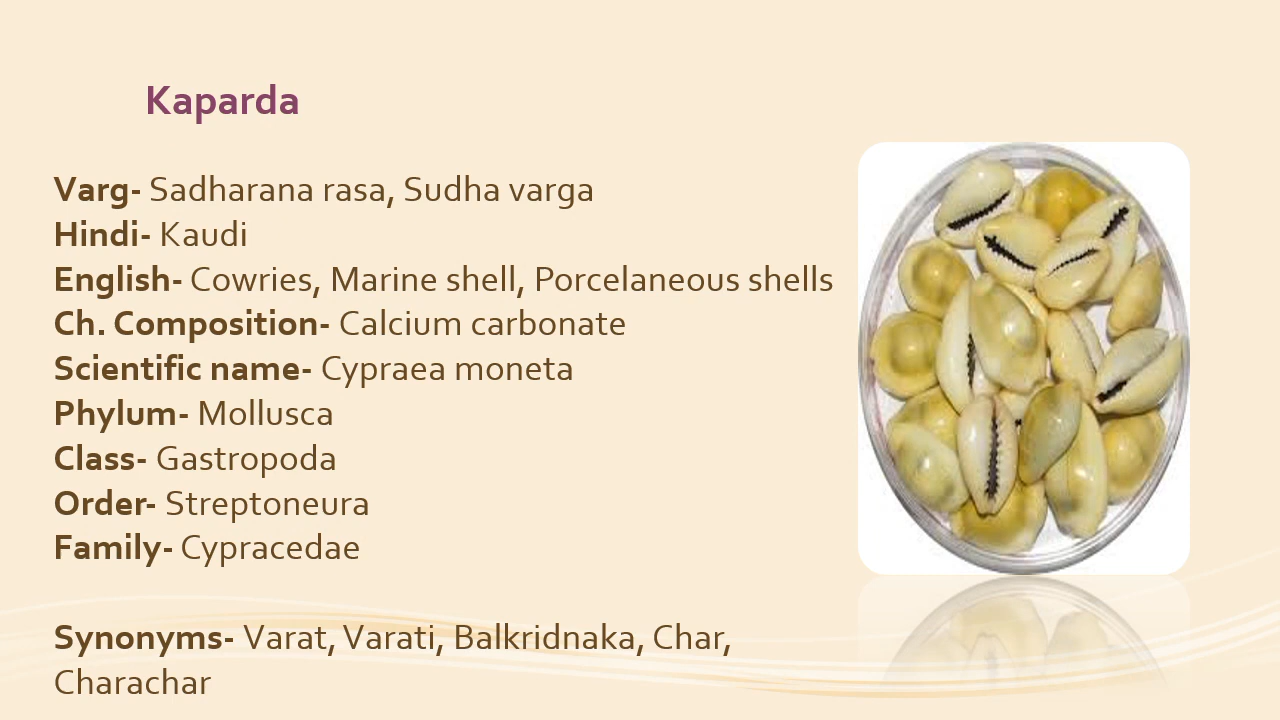 Kaparda
Varg- Sadharana rasa, Sudha varga
Hindi- Kaudi
English- Cowries, Marine shell, Porcelaneous shells
Ch. Composition- Calcium carbonate
Scientific name- Cypraea moneta
Phylum- Mollusca
Class- Gastropoda
Order- Streptoneura
Family- Cypracedae
Synonyms- Varat, Varati, Balkridnaka, Char,
Charachar